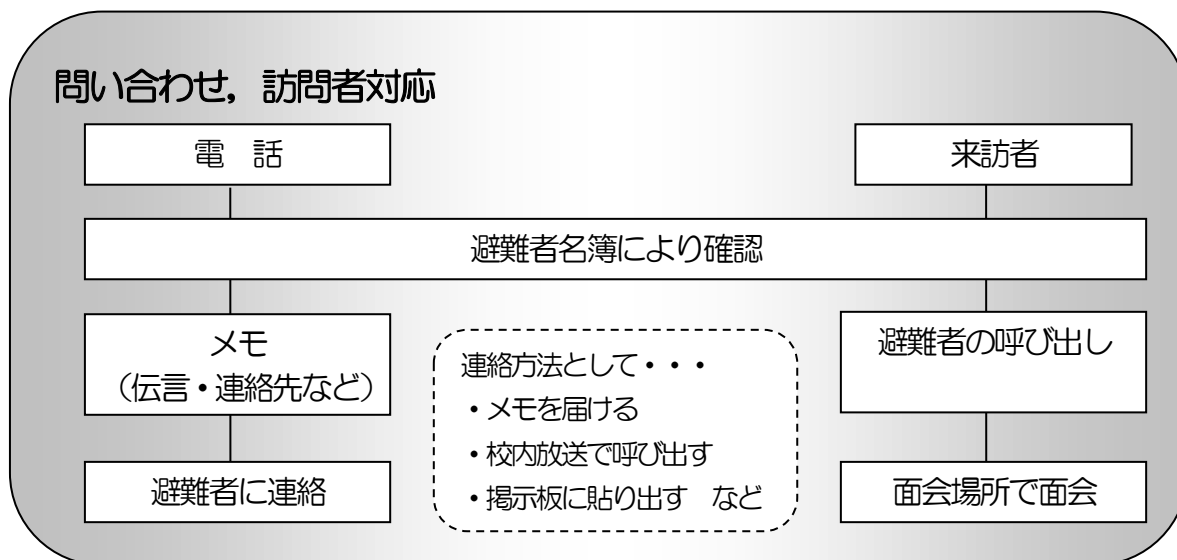 問い合わせ，訪問者対応
電　話
来訪者
避難者名簿により確認
メモ
（伝言・連絡先など）
避難者の呼び出し
連絡方法として・・・
・メモを届ける
・校内放送で呼び出す
・掲示板に貼り出す　など
避難者に連絡
面会場所で面会